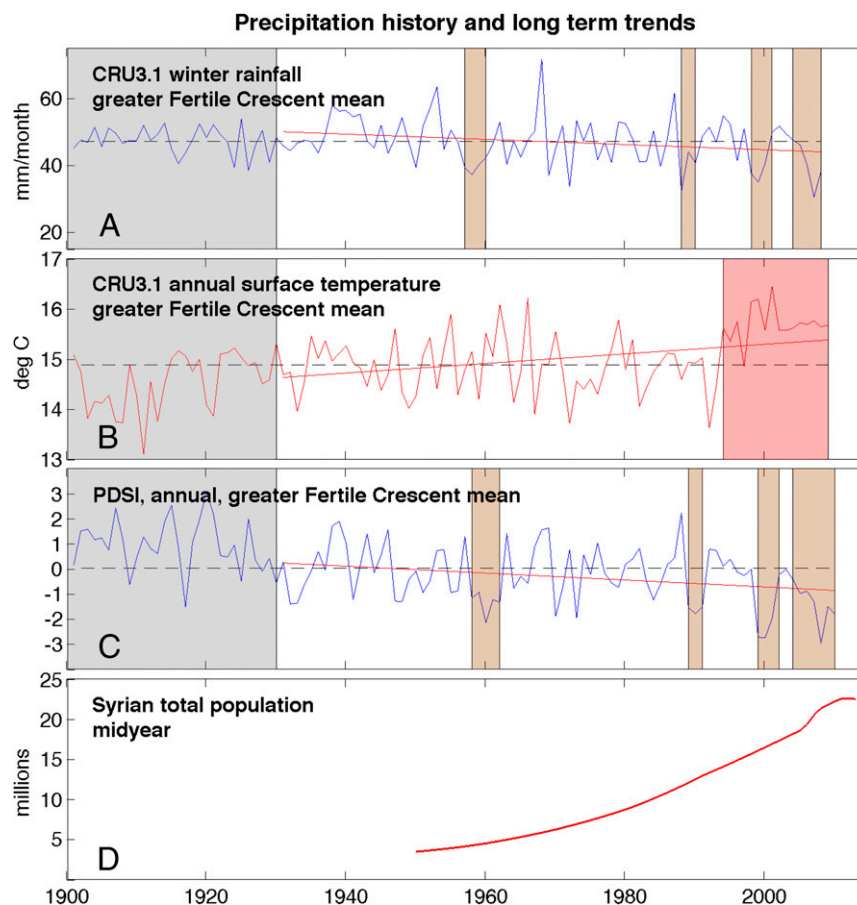 Precipitation history and long term trends
CRU3.1 winter rainfall
greater Fertile Crescent mean
mm/month
60
40
20
A
CRU3.1 annual surface temperature
greater Fertile Crescent mean
deg C
17
16
15
14
13
B
PDSI, annual, greater Fertile Crescent mean
3
2
1
0
-1
-2
-3
C
Syrian total population
midyear
millions
25
20
15
10
5
D
1900 1920 1940 1960 1980 2000